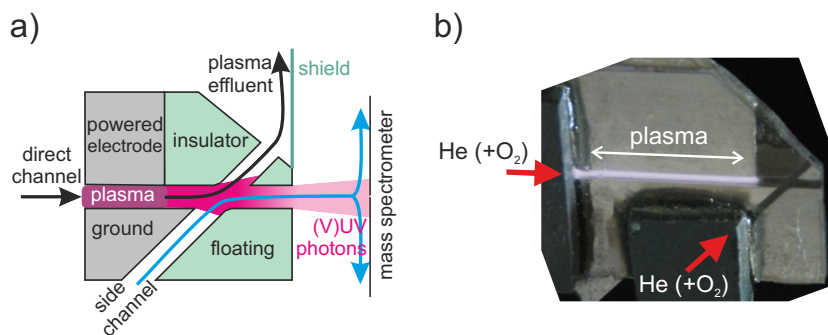 a)
plasma
effluent
shield
powered
electrode
insulator
direct
channel
plasma
ground
floating
(V)UV
photons
side
channel
mass spectrometer
b)
He (+O₂)
plasma
He (+O₂)